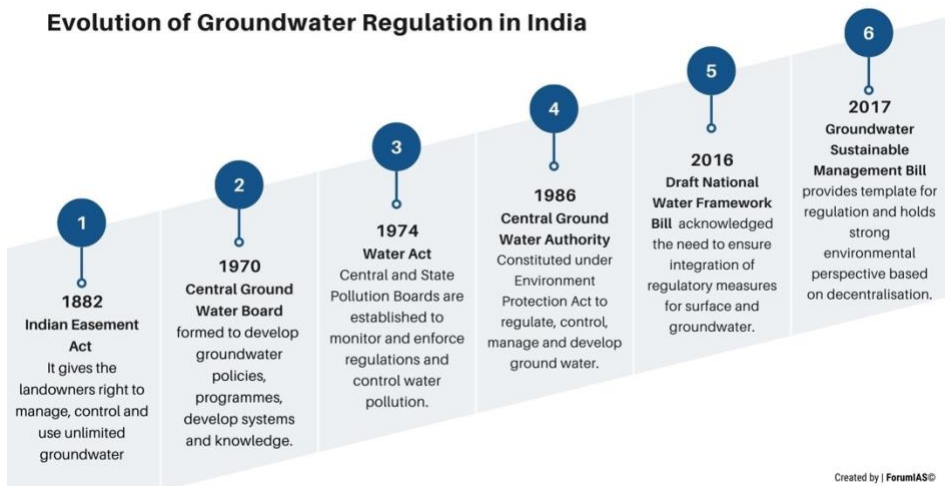 Evolution of Groundwater Regulation in India
1
1882
Indian Easement
Act
It gives the
landowners right to
manage, control and
use unlimited
groundwater
2
1970
Central Ground
Water Board
formed to develop
groundwater
policies,
programmes,
develop systems
and knowledge.
3
1974
Water Act
Central and State
Pollution Boards are
established to
monitor and enforce
regulations and
control water
pollution.
4
1986
Central Ground
Water Authority
Constituted under
Environment
Protection Act to
regulate, control,
manage and develop
ground water.
5
2016
Draft National
Water Framework
Bill acknowledged
the need to ensure
integration of
regulatory measures
for surface and
groundwater.
6
2017
Groundwater
Sustainable
Management Bill
provides template for
regulation and holds
strong
environmental
perspective based
on decentralisation.
Created by | ForumIAS©